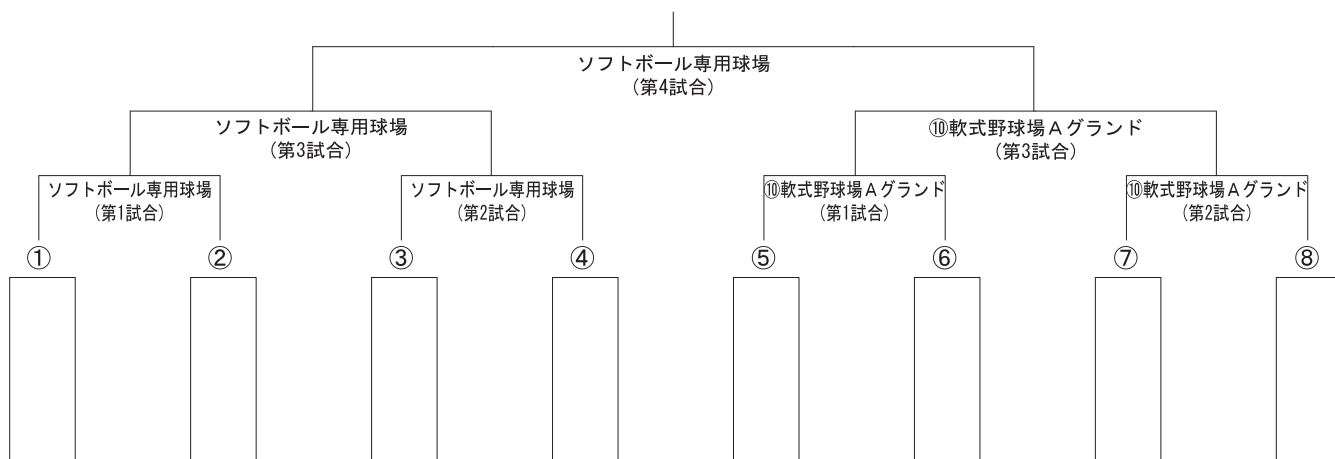 ソフトボール専用球場
(第4試合)
ソフトボール専用球場
(第3試合)
⑩軟式野球場Aグランド
(第3試合)
ソフトボール専用球場
(第1試合)
ソフトボール専用球場
(第2試合)
⑩軟式野球場Aグランド
(第1試合)
⑩軟式野球場Aグランド
(第2試合)
① ② ③ ④ ⑤ ⑥ ⑦ ⑧